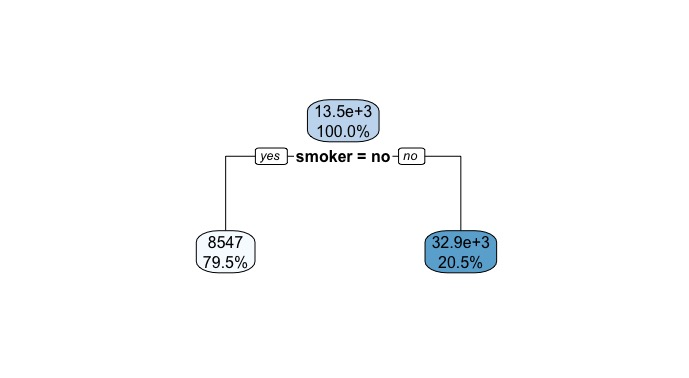 13.5e+3
100.0%
yes smoker = no no
8547
79.5%
32.9e+3
20.5%